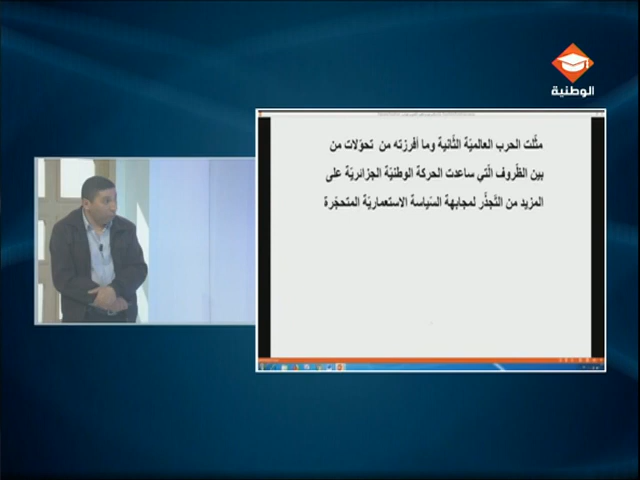 الوطنية
مثّلت الحرب العالميّة الثّانية وما أفرزته من تحوّلات من
بين الظّروف الّتي ساعدت الحركة الوطنيّة الجزائريّة على
المزيد من التّجذّر لمجابهة السّياسة الاستعماريّة المتحجّرة